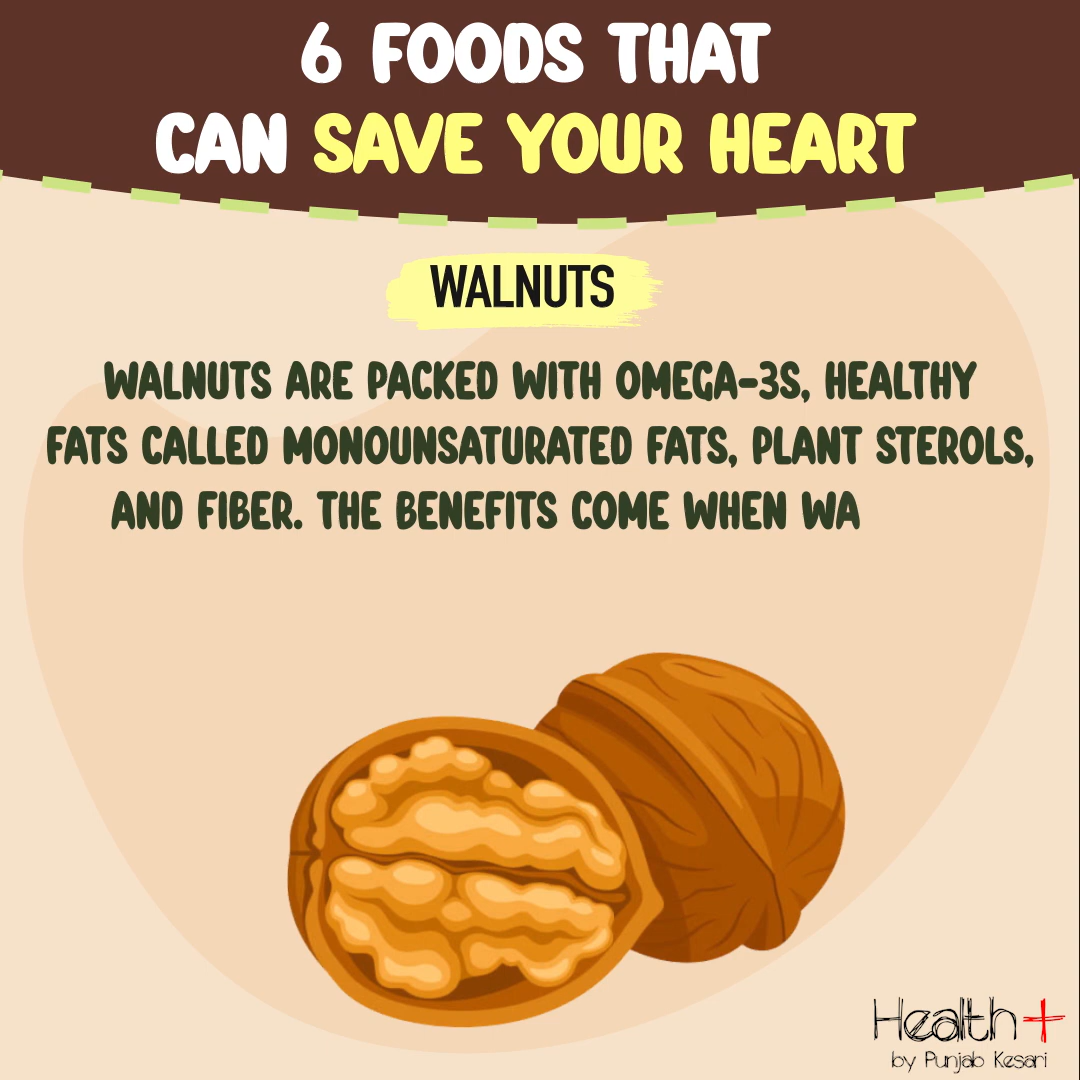 6 FOODS THAT
CAN SAVE YOUR HEART
WALNUTS
WALNUTS ARE PACKED WITH OMEGA-3S, HEALTHY
FATS CALLED MONOUNSATURATED FATS, PLANT STEROLS,
AND FIBER. THE BENEFITS COME WHEN WA
Health+
by Punjab Kesari